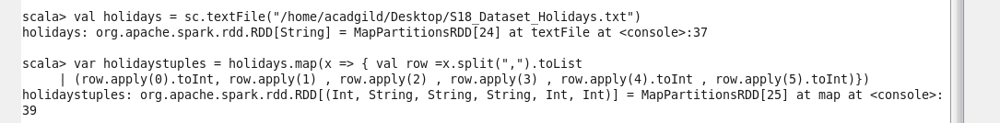 scala> val holidays = sc.textFile("/home/acadgild/Desktop/S18_Dataset_Holidays.txt")
holidays: org.apache.spark.rdd.RDD[String] = MapPartitionsRDD[24] at textFile at <console>:37
scala> var holidaystuples = holidays.map(x => { val row =x.split(",").toList
| (row.apply(0).toInt, row.apply(1) , row.apply(2) , row.apply(3) , row.apply(4).toInt , row.apply(5).toInt)})
holidaystuples: org.apache.spark.rdd.RDD[(Int, String, String, String, Int, Int)] = MapPartitionsRDD[25] at map at <console>:
39